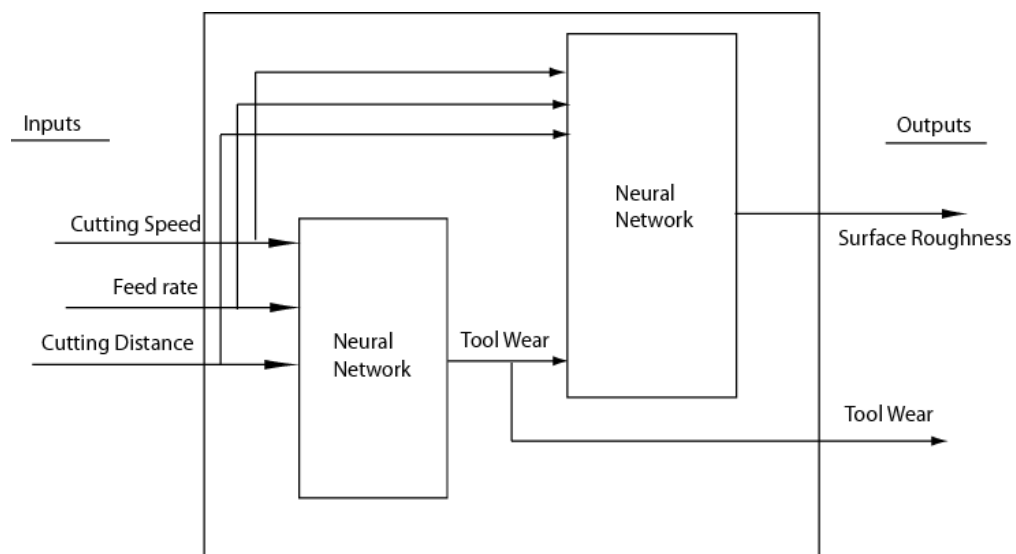 Inputs
Outputs
Neural
Network
Cutting Speed
Surface Roughness
Feed rate
Cutting Distance
Neural
Network
Tool Wear
Tool Wear